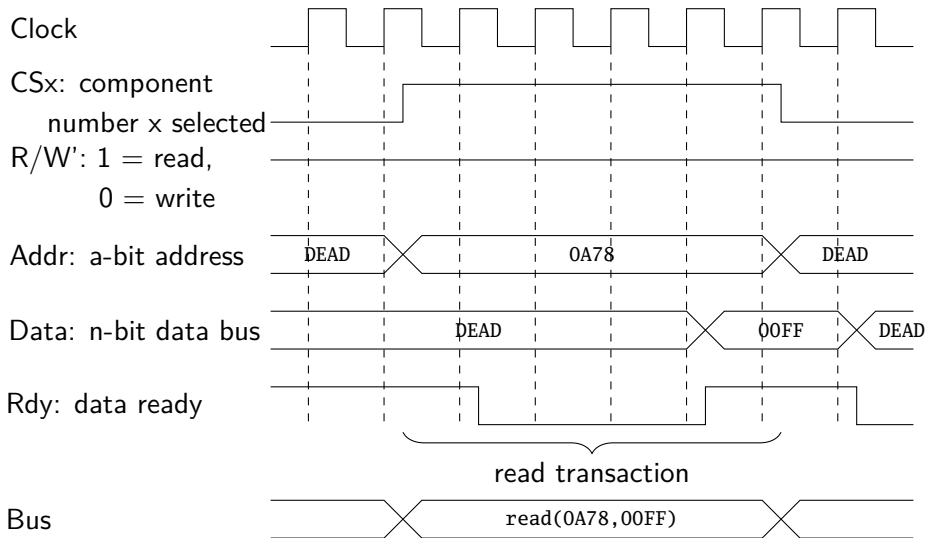 Clock
CSx: component
number x selected
R/W': 1 = read,
0 = write
Addr: a-bit address
DEAD
0A78
DEAD
Data: n-bit data bus
DEAD
00FF
DEAD
Rdy: data ready
read transaction
Bus
read(0A78,00FF)